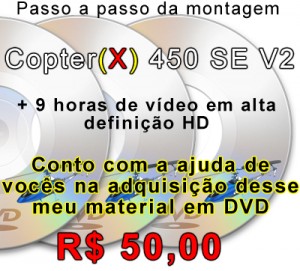 Passo a passo da montagem
Copter(X) 450 SE V2
+ 9 horas de vídeo em alta
definição HD
Conto com a ajuda de
vocês na adquisição desse
meu material em DVD
R$ 50,00